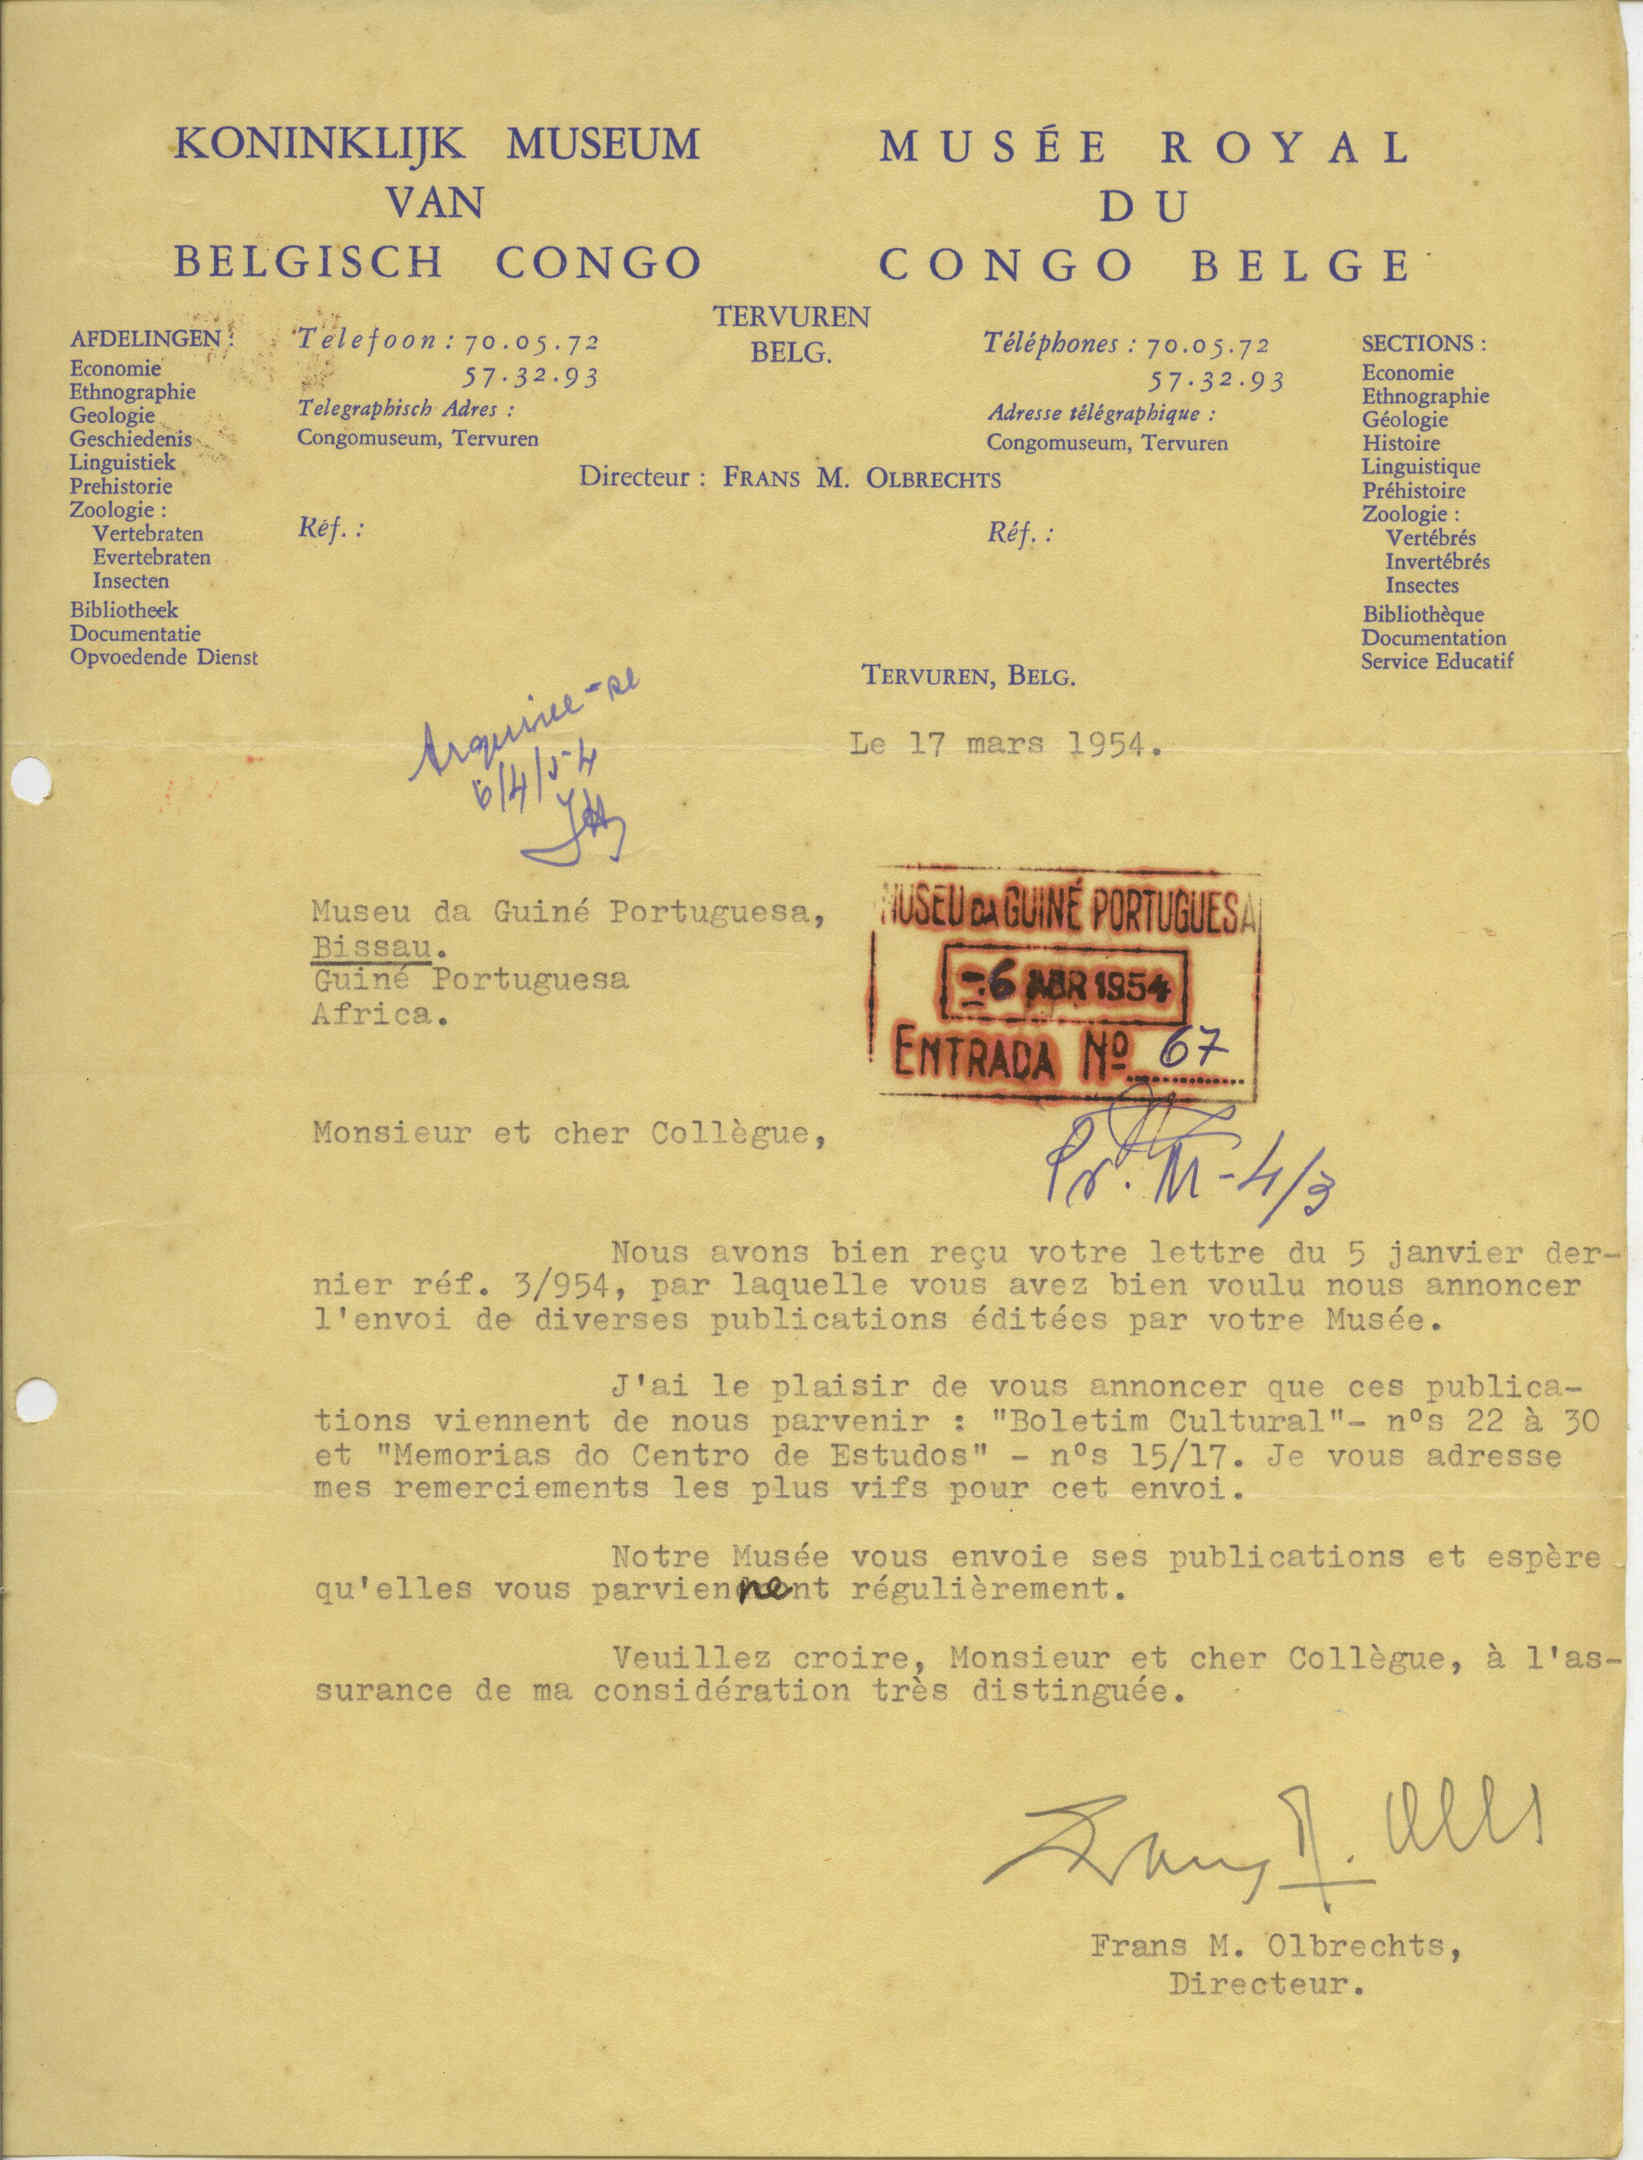 KONINKLIJK MUSEUM
VAN
BELGISCH CONGO
MUSÉE ROYAL
DU
CONGO BELGE
TERVUREN
BELG.
AFDELINGEN :
Economie
Ethnographie
Geologie
Geschiedenis
Linguistiek
Prehistorie
Zoologie :
Vertebraten
Evertebraten
Insecten
Bibliotheek
Documentatie
Opvoedende Dienst
Telefoon : 70.05.72
57.32.93
Telegraphisch Adres :
Congomuseum, Tervuren
Réf. :
Directeur : FRANS M. OLBRECHTS
Téléphones : 70.05.72
57.32.93
Adresse télégraphique :
Congomuseum, Tervuren
Réf. :
SECTIONS :
Economie
Ethnographie
Géologie
Histoire
Linguistique
Préhistoire
Zoologie :
Vertébrés
Invertébrés
Insectes
Bibliothèque
Documentation
Service Educatif
TERVUREN, BELG.
Le 17 mars 1954.
Arquive-se
6/4/54
Museu da Guiné Portuguesa,
Bissau.
Guiné Portuguesa
Africa.
MUSEU DA GUINÉ PORTUGUESA
-6 ABR 1954
ENTRADA Nº 67
Pr. M-4/3
Monsieur et cher Collègue,
Nous avons bien reçu votre lettre du 5 janvier der-
nier réf. 3/954, par laquelle vous avez bien voulu nous annoncer
l'envoi de diverses publications éditées par votre Musée.
J'ai le plaisir de vous annoncer que ces publica-
tions viennent de nous parvenir : "Boletim Cultural"- nºs 22 à 30
et "Memorias do Centro de Estudos" - nºs 15/17. Je vous adresse
mes remerciements les plus vifs pour cet envoi.
Notre Musée vous envoie ses publications et espère
qu'elles vous parviennent régulièrement.
Veuillez croire, Monsieur et cher Collègue, à l'as-
surance de ma considération très distinguée.
Frans M. Olbrechts,
Directeur.